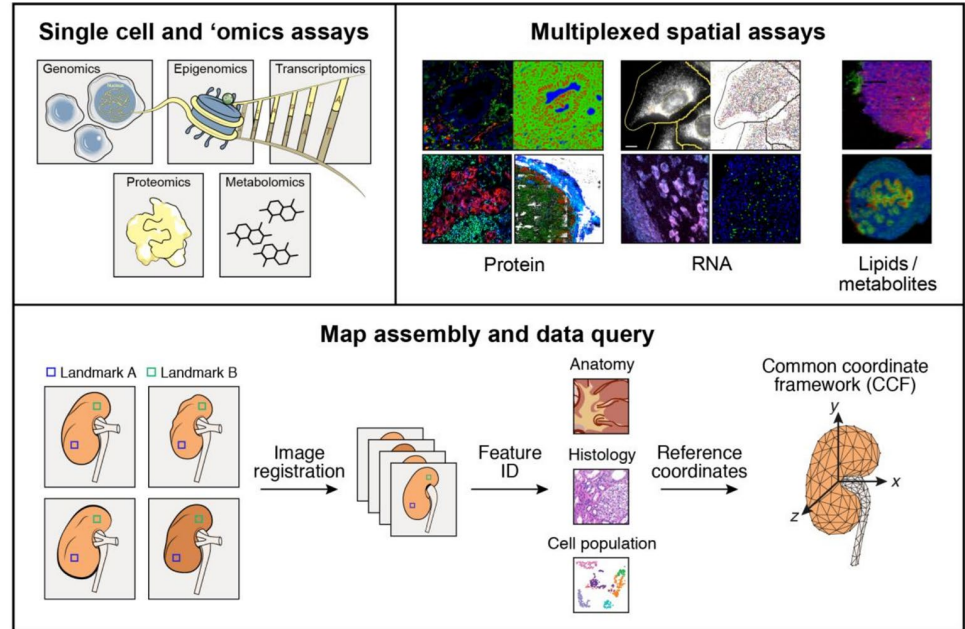 Single cell and ‘omics assays
Genomics
Epigenomics
Transcriptomics
Proteomics
Metabolomics
Multiplexed spatial assays
Protein
RNA
Lipids /
metabolites
Map assembly and data query
Landmark A
Landmark B
Image
registration
Feature
ID
Anatomy
Histology
Cell population
Reference
coordinates
Common coordinate
framework (CCF)
y
x
z